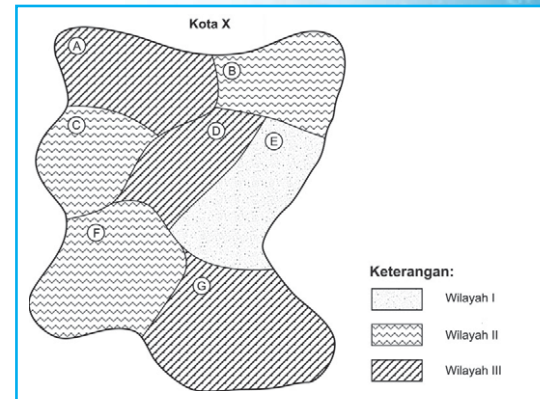 Kota X
A
B
C
D
E
F
G
Keterangan:
Wilayah I
Wilayah II
Wilayah III